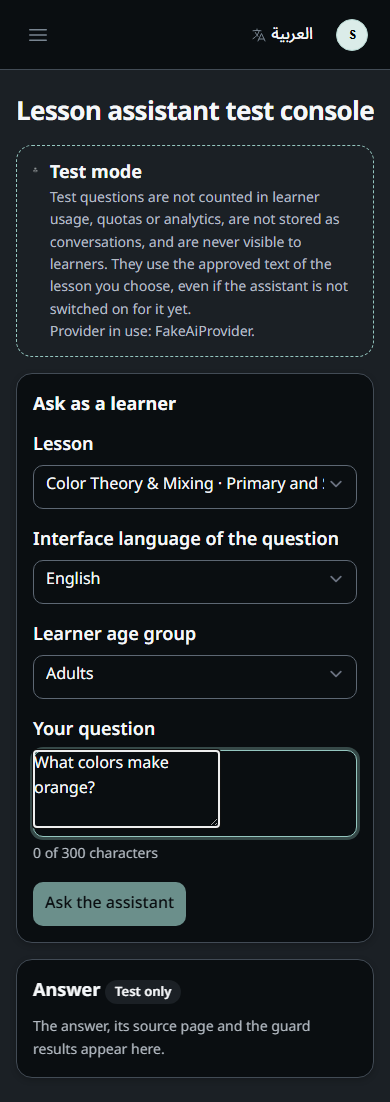 العربية
S
Lesson assistant test console
Test mode
Test questions are not counted in learner
usage, quotas or analytics, are not stored as
conversations, and are never visible to
learners. They use the approved text of the
lesson you choose, even if the assistant is not
switched on for it yet.
Provider in use: FakeAiProvider.
Ask as a learner
Lesson
Color Theory & Mixing · Primary and
Interface language of the question
English
Learner age group
Adults
Your question
What colors make
orange?
0 of 300 characters
Ask the assistant
Answer Test only
The answer, its source page and the guard
results appear here.